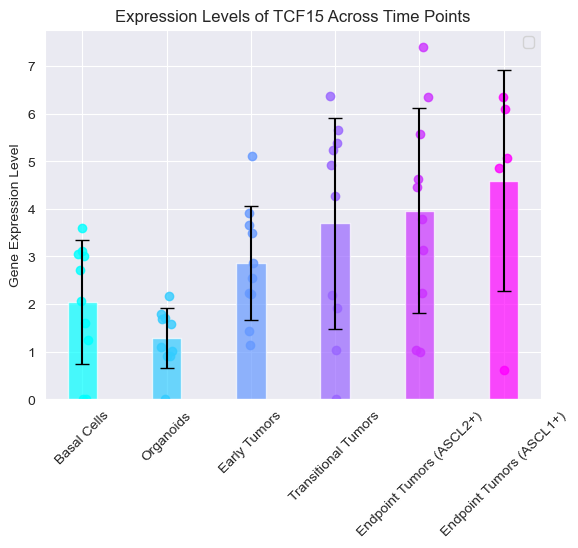 Expression Levels of TCF15 Across Time Points
Gene Expression Level
7
6
5
4
3
2
1
0
Basal Cells
Organoids
Early Tumors
Transitional Tumors
Endpoint Tumors (ASCL2+)
Endpoint Tumors (ASCL1+)